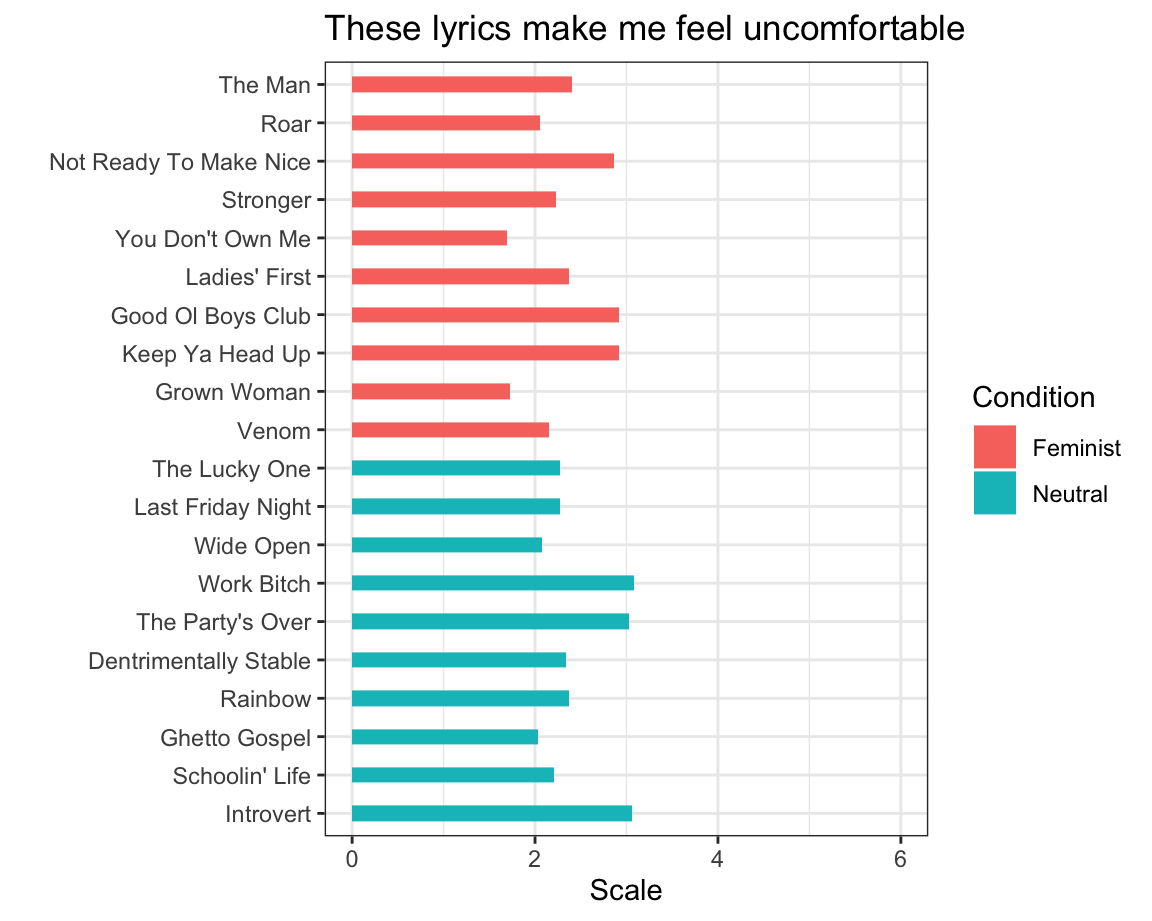 These lyrics make me feel uncomfortable
The Man
Roar
Not Ready To Make Nice
Stronger
You Don't Own Me
Ladies' First
Good Ol Boys Club
Keep Ya Head Up
Grown Woman
Venom
The Lucky One
Last Friday Night
Wide Open
Work Bitch
The Party's Over
Dentrimentally Stable
Rainbow
Ghetto Gospel
Schoolin' Life
Introvert
0 2 4 6
Scale
Condition
Feminist
Neutral